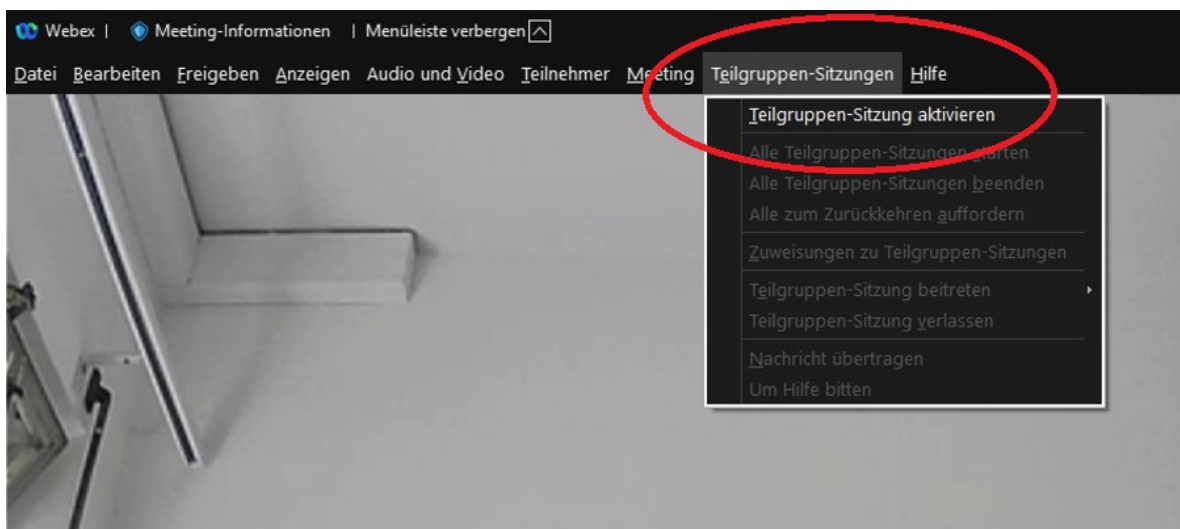 Webex | Meeting-Informationen | Menüleiste verbergen
Datei Bearbeiten Freigeben Anzeigen Audio und Video Teilnehmer Meeting Teilgruppen-Sitzungen Hilfe
Teilgruppen-Sitzung aktivieren
Alle Teilgruppen-Sitzungen starten
Alle Teilgruppen-Sitzungen beenden
Alle zum Zurückkehren auffordern
Zuweisungen zu Teilgruppen-Sitzungen
Teilgruppen-Sitzung beitreten
Teilgruppen-Sitzung verlassen
Nachricht übertragen
Um Hilfe bitten